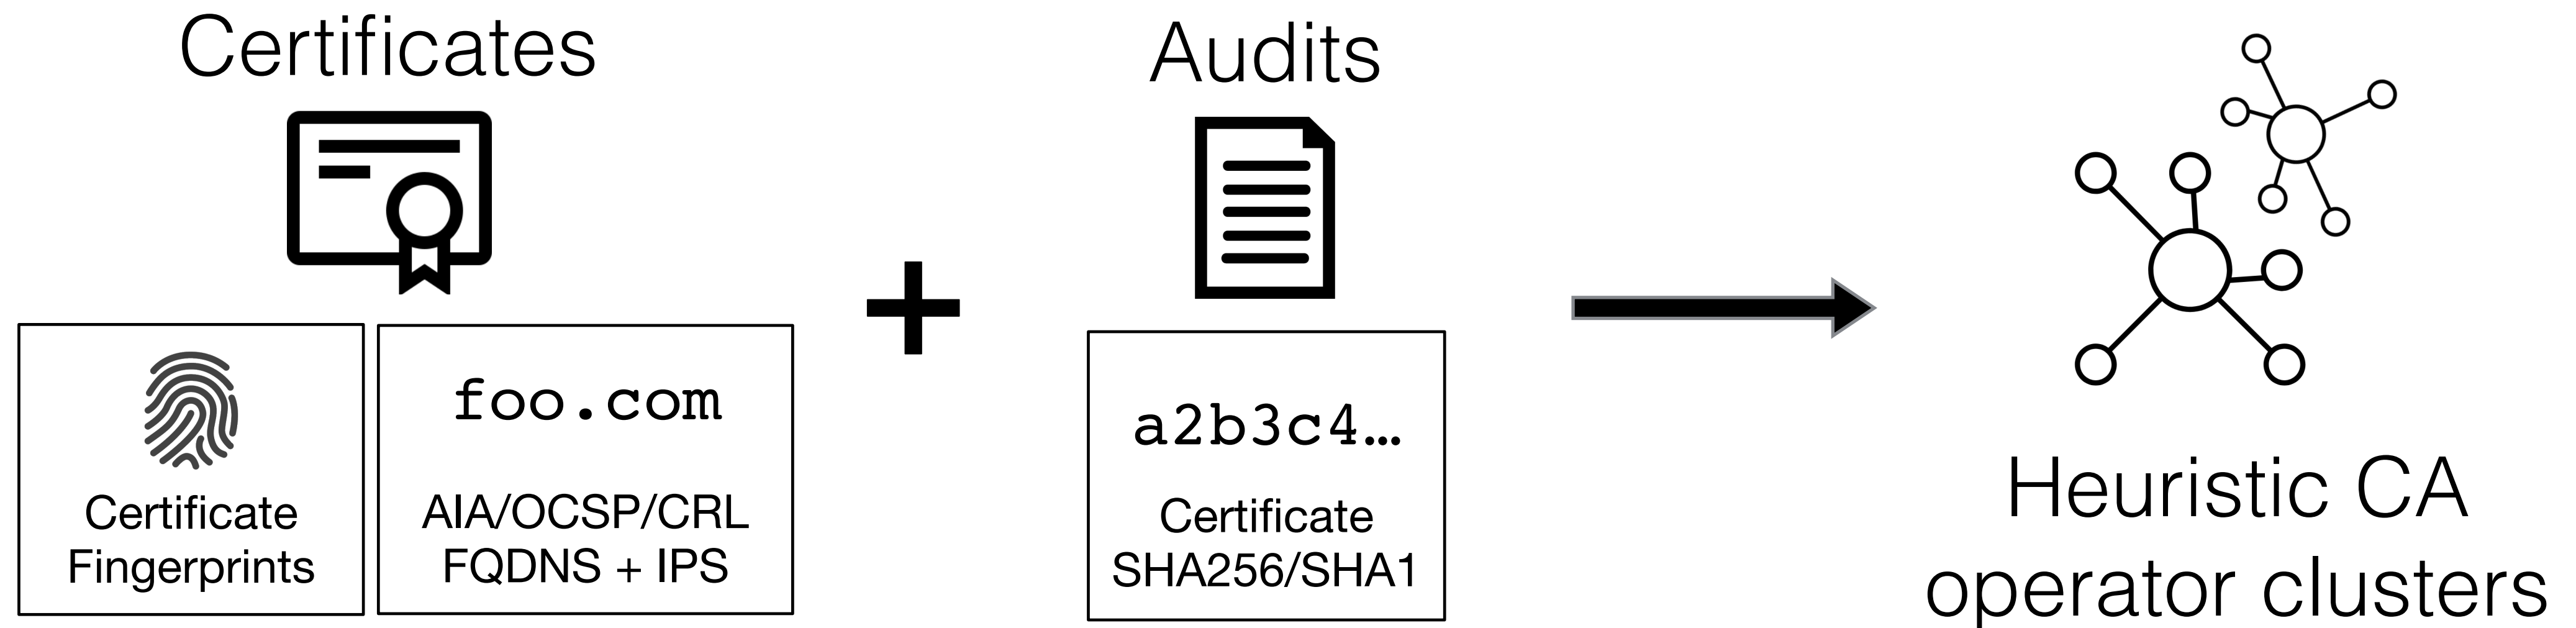 Certificates
Certificate
Fingerprints
foo.com
AIA/OCSP/CRL
FQDNS + IPS
Audits
a2b3c4…
Certificate
SHA256/SHA1
Heuristic CA
operator clusters